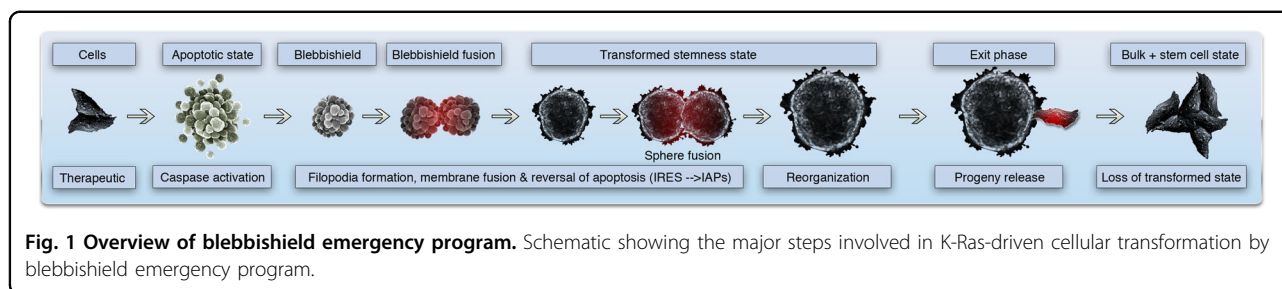 Cells Apoptotic state Blebbishield Blebbishield fusion Transformed stemness state Exit phase Bulk + stem cell state
Sphere fusion
Therapeutic Caspase activation Filopodia formation, membrane fusion & reversal of apoptosis (IRES -->IAPs) Reorganization Progeny release Loss of transformed state
Fig. 1 Overview of blebbishield emergency program. Schematic showing the major steps involved in K-Ras-driven cellular transformation by
blebbishield emergency program.